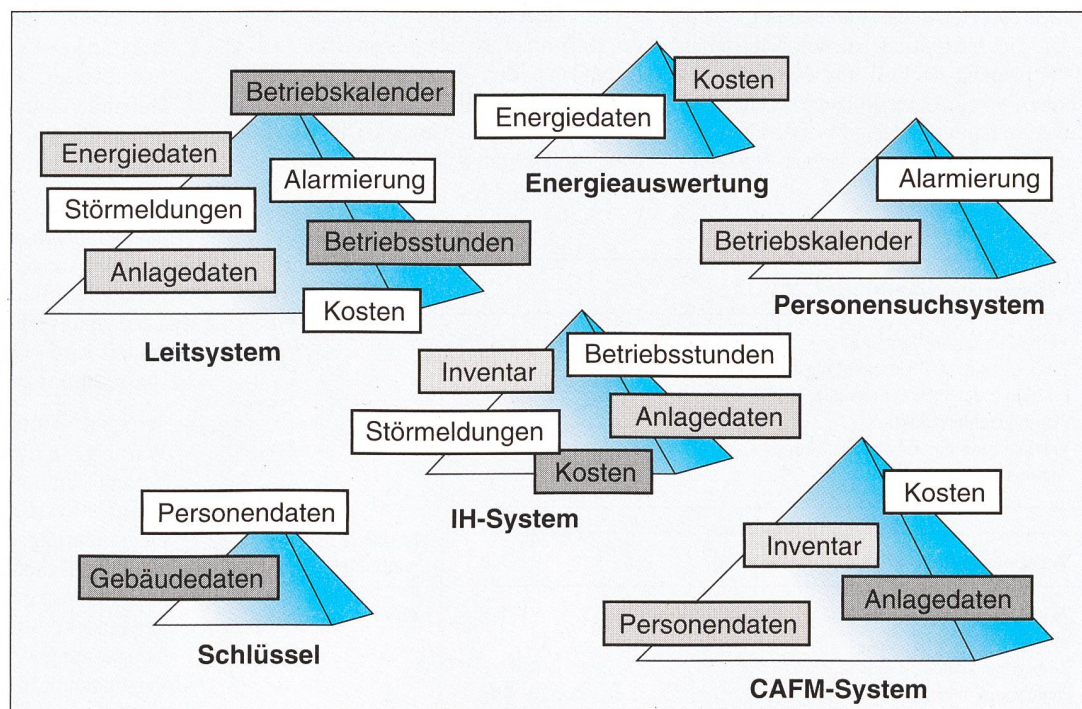 Betriebskalender
Energiedaten
Alarmierung
Störmeldungen
Betriebsstunden
Anlagedaten
Kosten
Leitsystem
Kosten
Energiedaten
Energieauswertung
Alarmierung
Betriebskalender
Personensuchsystem
Betriebsstunden
Inventar
Anlagedaten
Störmeldungen
Kosten
IH-System
Personendaten
Gebäudedaten
Schlüssel
Kosten
Inventar
Anlagedaten
Personendaten
CAFM-System